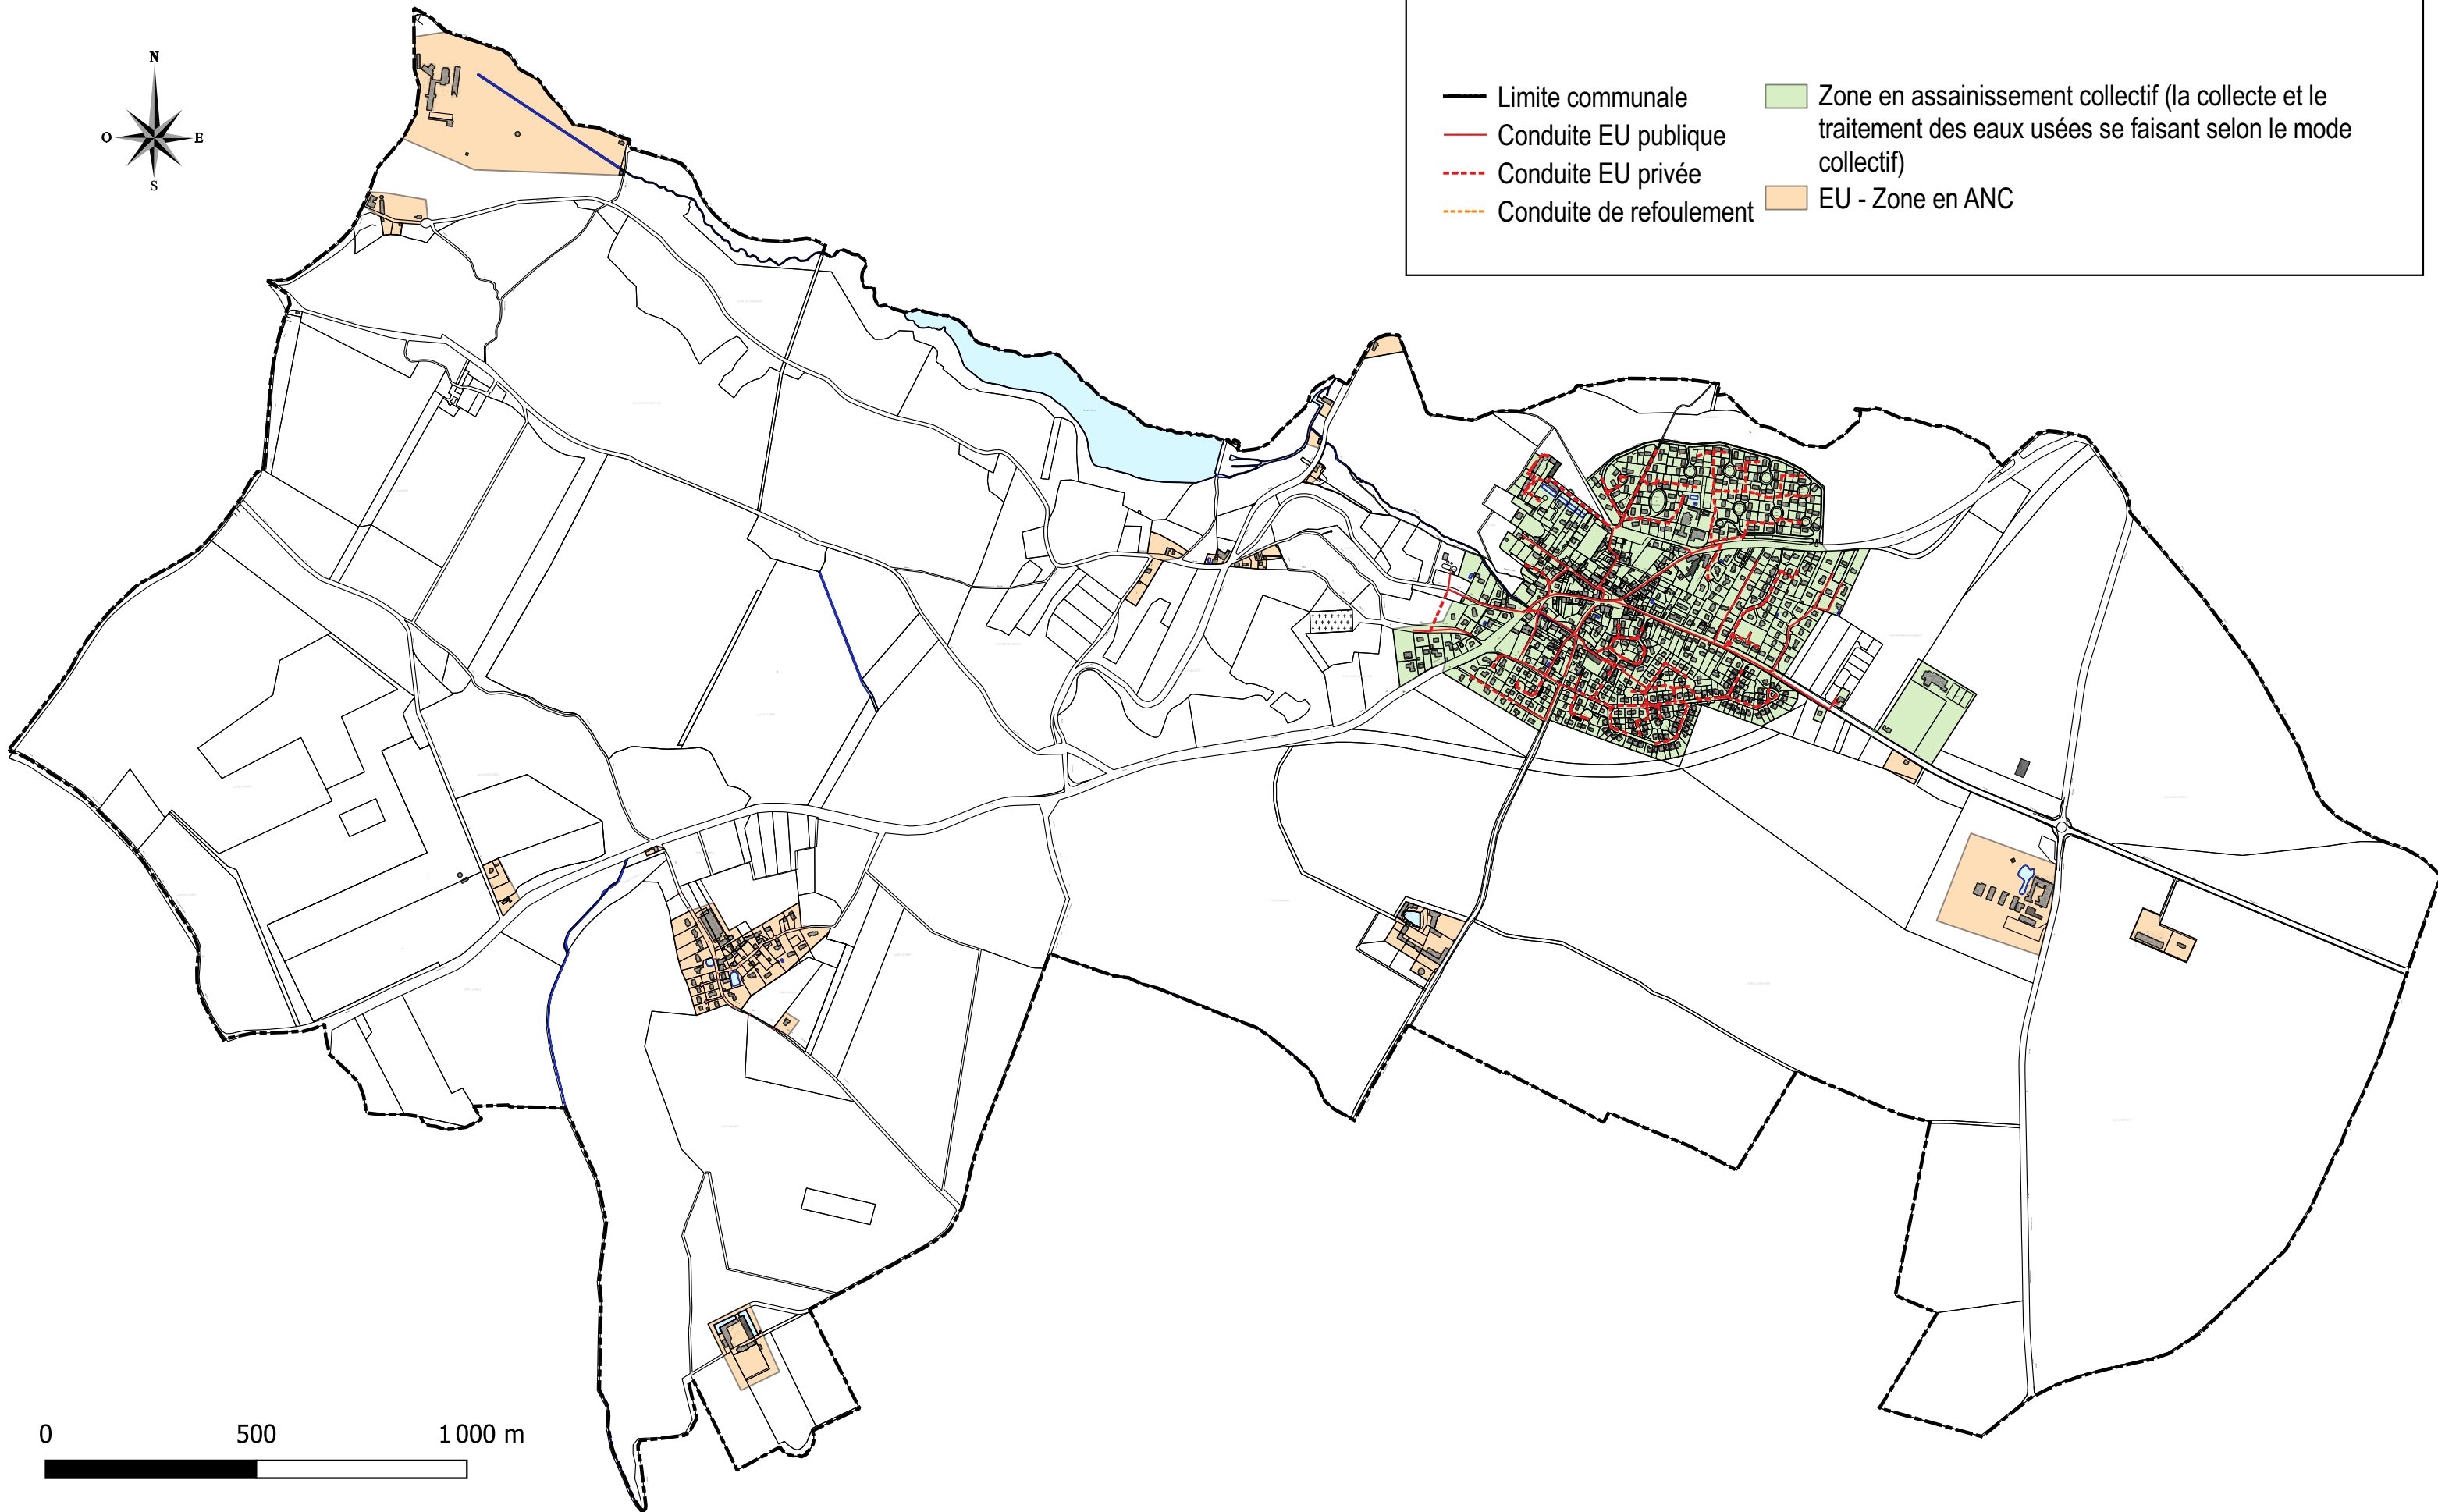 N
O
E
S
Limite communale
Conduite EU publique
Conduite EU privée
Conduite de refoulement
Zone en assainissement collectif (la collecte et le
traitement des eaux usées se faisant selon le mode
collectif)
EU - Zone en ANC
0 500 1 000 m